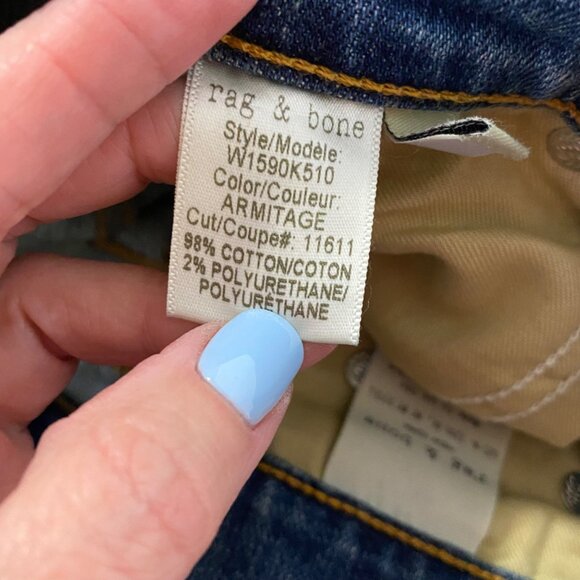 rag & bone
Style/Modèle:
W1590K510
Color/Couleur:
ARMITAGE
Cut/Coupe#: 11611
98% COTTON/COTON
2% POLYURETHANE/
POLYURÉTHANE